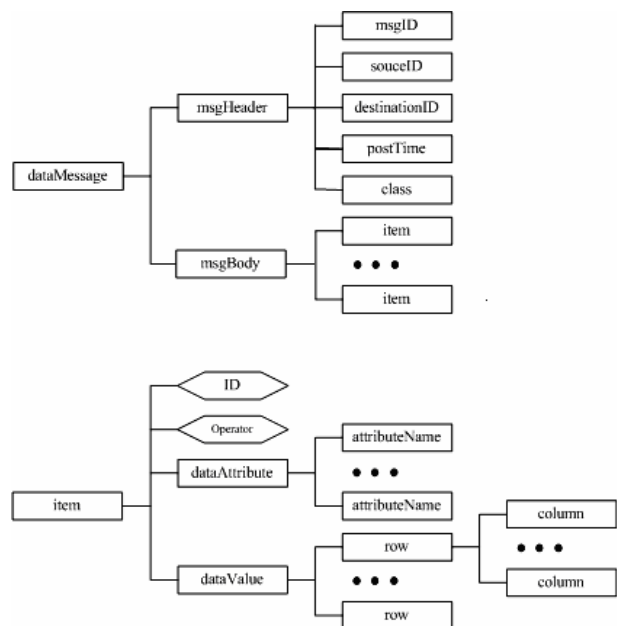 msgID
souceID
msgHeader
destinationID
postTime
dataMessage
class
item
msgBody
item
ID
Operator
attributeName
dataAttribute
attributeName
item
column
row
dataValue
column
row